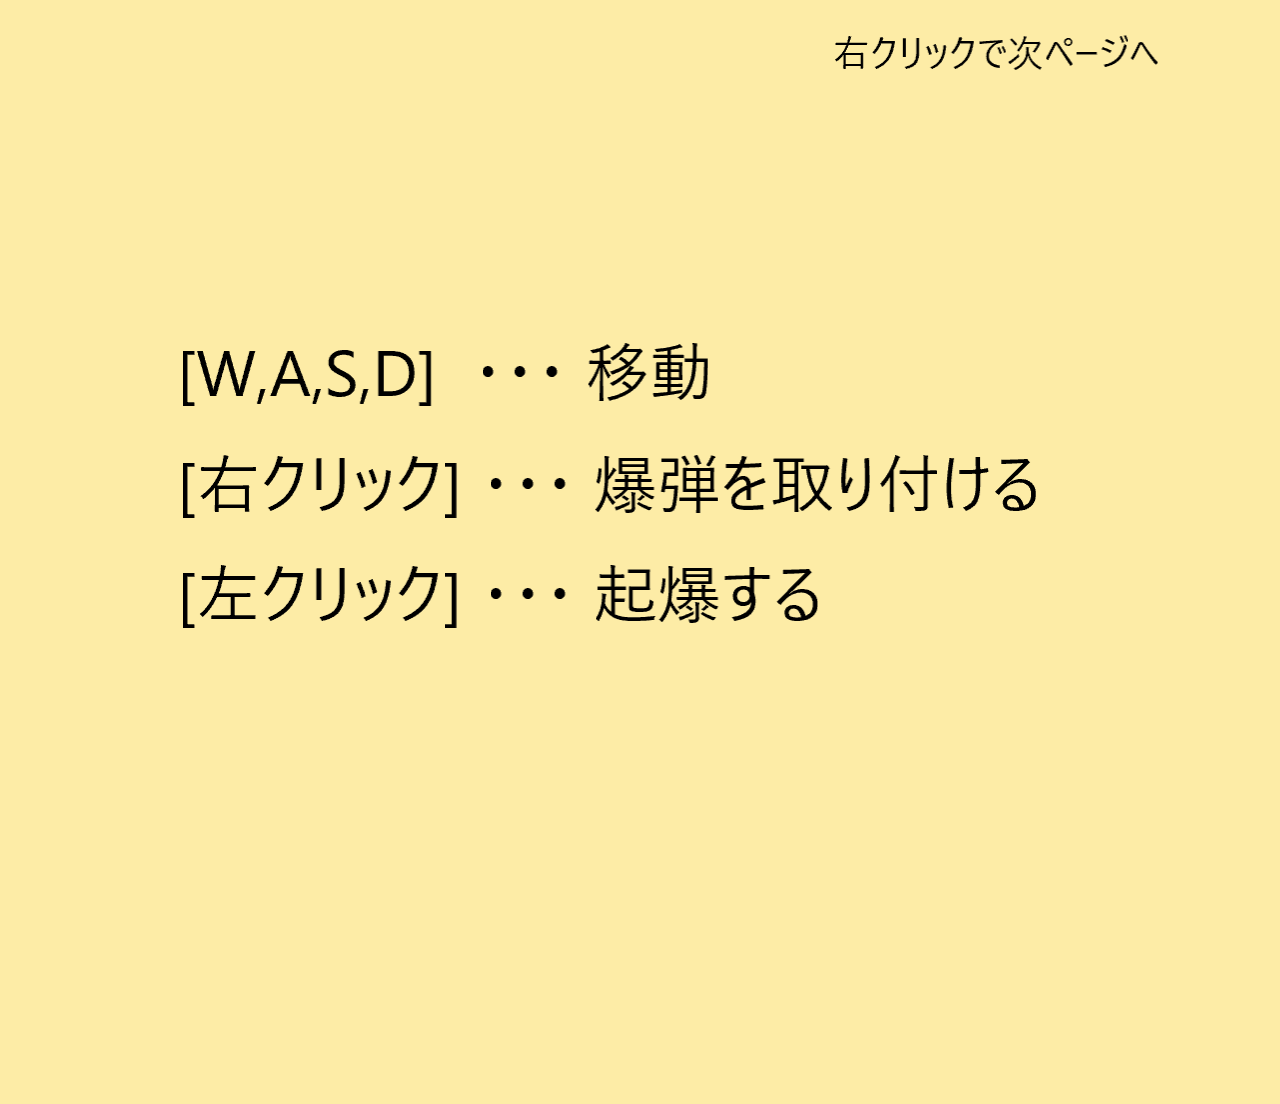 右クリックで次ページへ
[W,A,S,D] ・・・ 移動
[右クリック] ・・・ 爆弾を取り付ける
[左クリック] ・・・ 起爆する